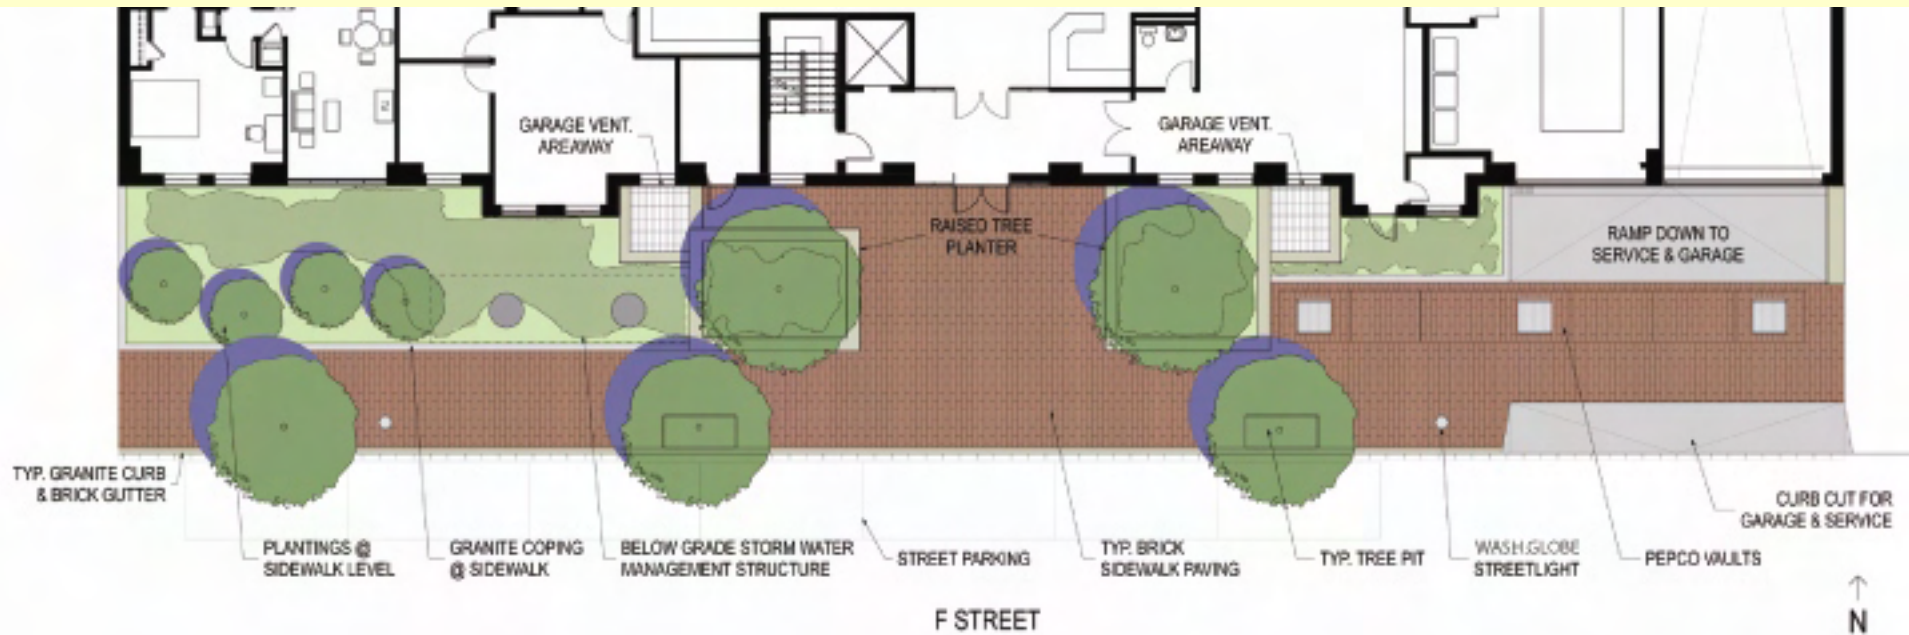 GARAGE VENT.
AREAWAY
GARAGE VENT.
AREAWAY
RAISED TREE
PLANTER
RAMP DOWN TO
SERVICE & GARAGE
TYP. GRANITE CURB
& BRICK GUTTER
PLANTINGS @
SIDEWALK LEVEL
GRANITE COPING
@ SIDEWALK
BELOW GRADE STORM WATER
MANAGEMENT STRUCTURE
STREET PARKING
TYP. BRICK
SIDEWALK PAVING
TYP. TREE PIT
WASH.GLOBE
STREETLIGHT
PEPCO VAULTS
CURB CUT FOR
GARAGE & SERVICE
F STREET
N